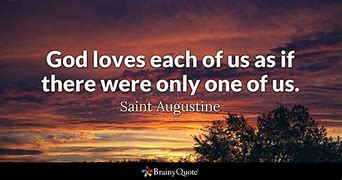 God loves each of us as if
there were only one of us.
Saint Augustine
BrainyQuote®